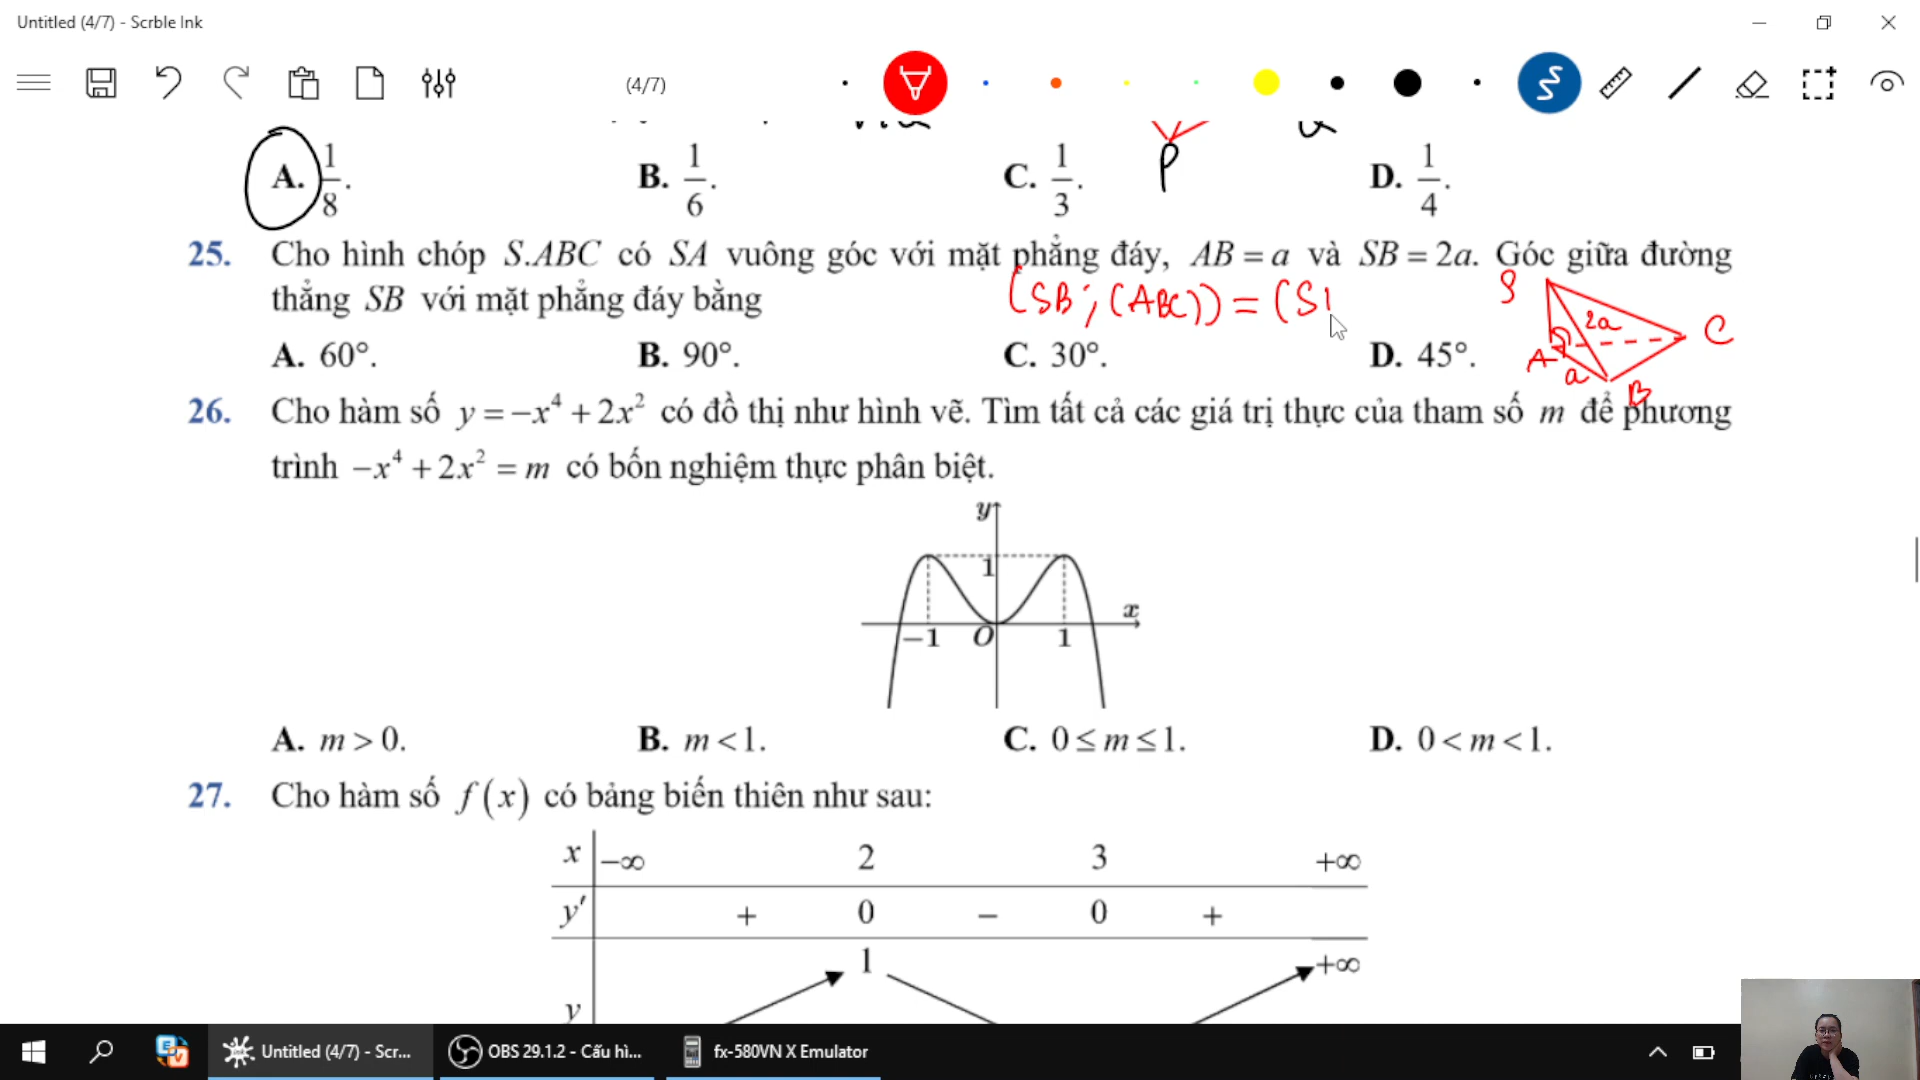 Untitled (4/7) - Scrble Ink
(4/7)
P
A. 1/8.
B. 1/6.
C. 1/3.
D. 1/4.
25. Cho hình chóp S.ABC có SA vuông góc với mặt phẳng đáy, AB = a và SB = 2a. Góc giữa đường
thẳng SB với mặt phẳng đáy bằng
(SB; (ABC)) = (S
S
2a
C
A
a
B
A. 60°.
B. 90°.
C. 30°.
D. 45°.
26. Cho hàm số y = −x⁴ + 2x² có đồ thị như hình vẽ. Tìm tất cả các giá trị thực của tham số m để phương
trình −x⁴ + 2x² = m có bốn nghiệm thực phân biệt.
y
1
x
−1 O 1
A. m > 0.
B. m < 1.
C. 0 ≤ m ≤ 1.
D. 0 < m < 1.
27. Cho hàm số f(x) có bảng biến thiên như sau:
x −∞ 2 3 +∞
y′ + 0 − 0 +
1 +∞
y
Untitled (4/7) - Scr...
OBS 29.1.2 - Cấu hì...
fx-580VN X Emulator